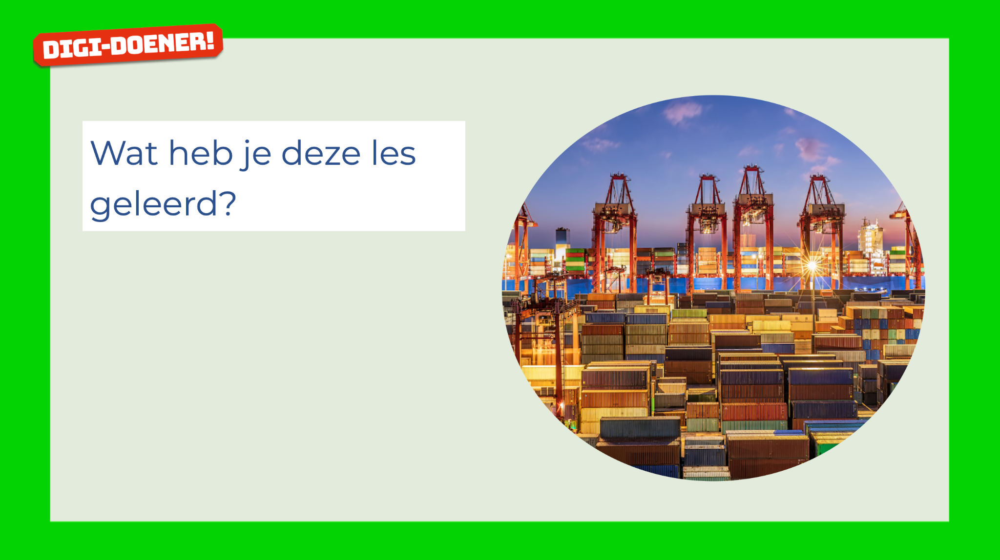 DIGI-DOENER!
Wat heb je deze les
geleerd?